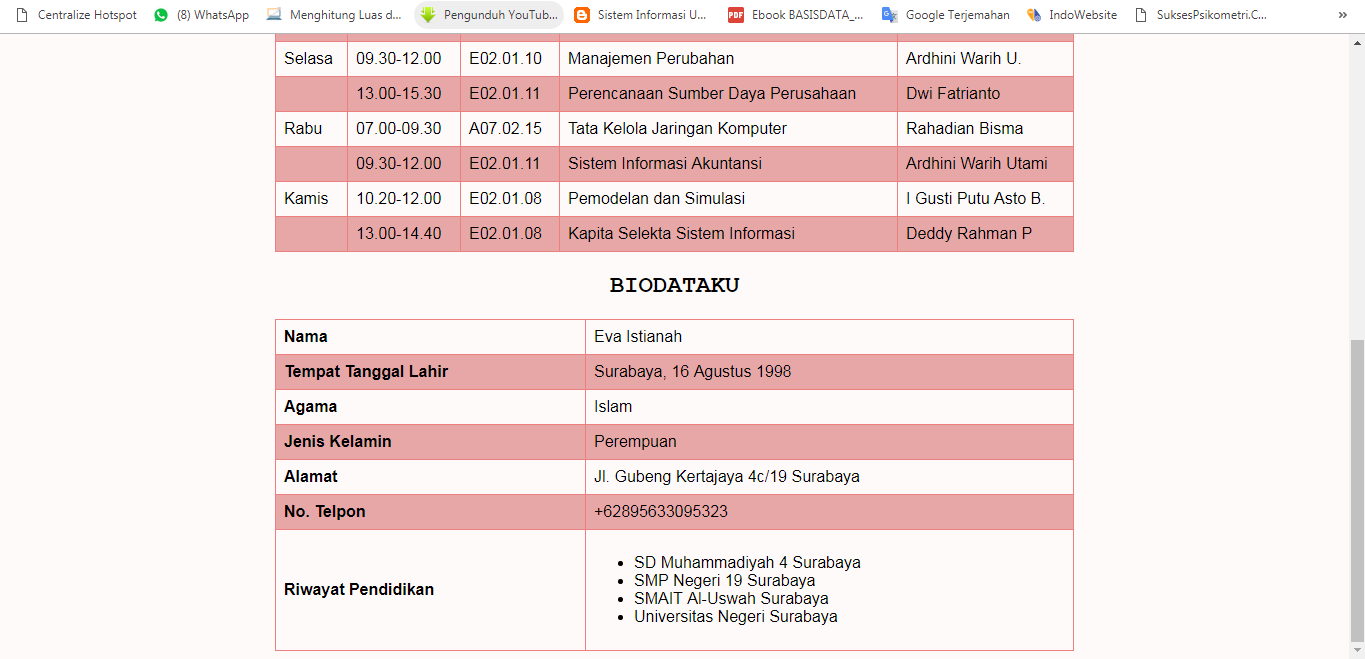 Centralize Hotspot (8) WhatsApp Menghitung Luas d... Pengunduh YouTub... Sistem Informasi U... PDF Ebook BASISDATA_... Google Terjemahan IndoWebsite SuksesPsikometri.C... »
Selasa 09.30-12.00 E02.01.10 Manajemen Perubahan Ardhini Warih U.
13.00-15.30 E02.01.11 Perencanaan Sumber Daya Perusahaan Dwi Fatrianto
Rabu 07.00-09.30 A07.02.15 Tata Kelola Jaringan Komputer Rahadian Bisma
09.30-12.00 E02.01.11 Sistem Informasi Akuntansi Ardhini Warih Utami
Kamis 10.20-12.00 E02.01.08 Pemodelan dan Simulasi I Gusti Putu Asto B.
13.00-14.40 E02.01.08 Kapita Selekta Sistem Informasi Deddy Rahman P
BIODATAKU
Nama Eva Istianah
Tempat Tanggal Lahir Surabaya, 16 Agustus 1998
Agama Islam
Jenis Kelamin Perempuan
Alamat Jl. Gubeng Kertajaya 4c/19 Surabaya
No. Telpon +62895633095323
Riwayat Pendidikan
• SD Muhammadiyah 4 Surabaya
• SMP Negeri 19 Surabaya
• SMAIT Al-Uswah Surabaya
• Universitas Negeri Surabaya